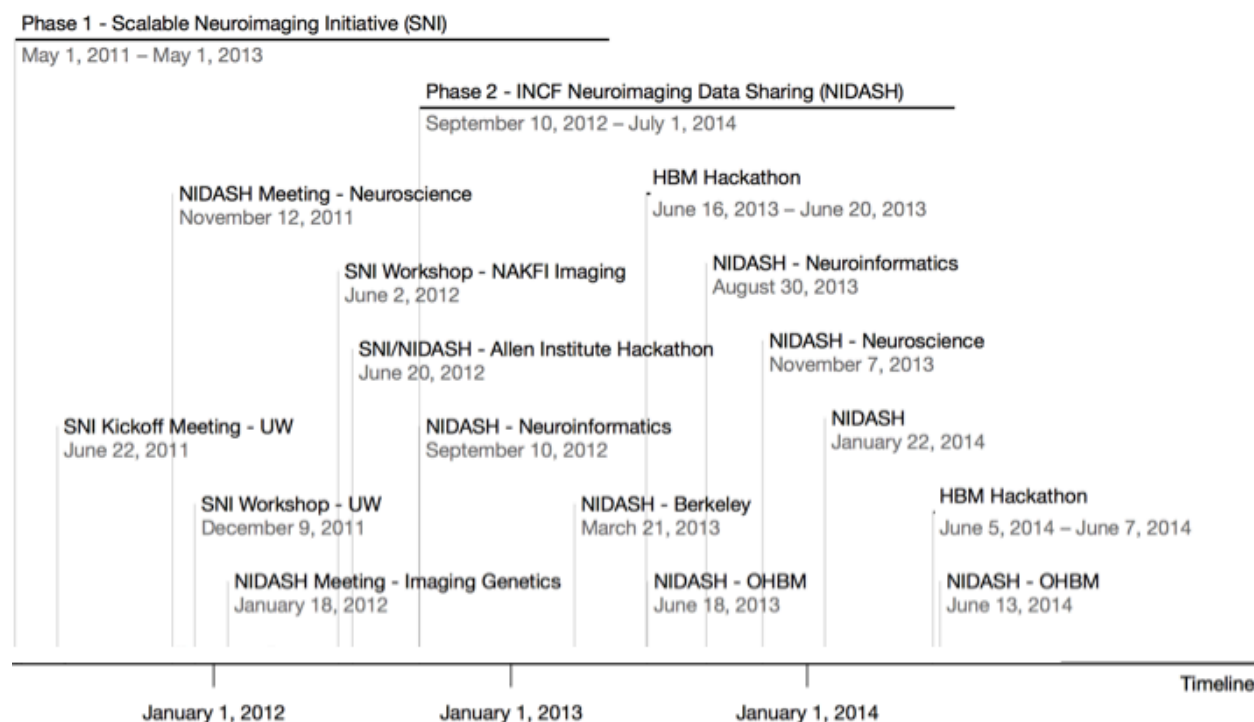 Phase 1 - Scalable Neuroimaging Initiative (SNI)
May 1, 2011 – May 1, 2013
Phase 2 - INCF Neuroimaging Data Sharing (NIDASH)
September 10, 2012 – July 1, 2014
NIDASH Meeting - Neuroscience
November 12, 2011
HBM Hackathon
June 16, 2013 – June 20, 2013
SNI Workshop - NAKFI Imaging
June 2, 2012
NIDASH - Neuroinformatics
August 30, 2013
SNI/NIDASH - Allen Institute Hackathon
June 20, 2012
NIDASH - Neuroscience
November 7, 2013
SNI Kickoff Meeting - UW
June 22, 2011
NIDASH - Neuroinformatics
September 10, 2012
NIDASH
January 22, 2014
SNI Workshop - UW
December 9, 2011
NIDASH - Berkeley
March 21, 2013
HBM Hackathon
June 5, 2014 – June 7, 2014
NIDASH Meeting - Imaging Genetics
January 18, 2012
NIDASH - OHBM
June 18, 2013
NIDASH - OHBM
June 13, 2014
Timeline
January 1, 2012
January 1, 2013
January 1, 2014